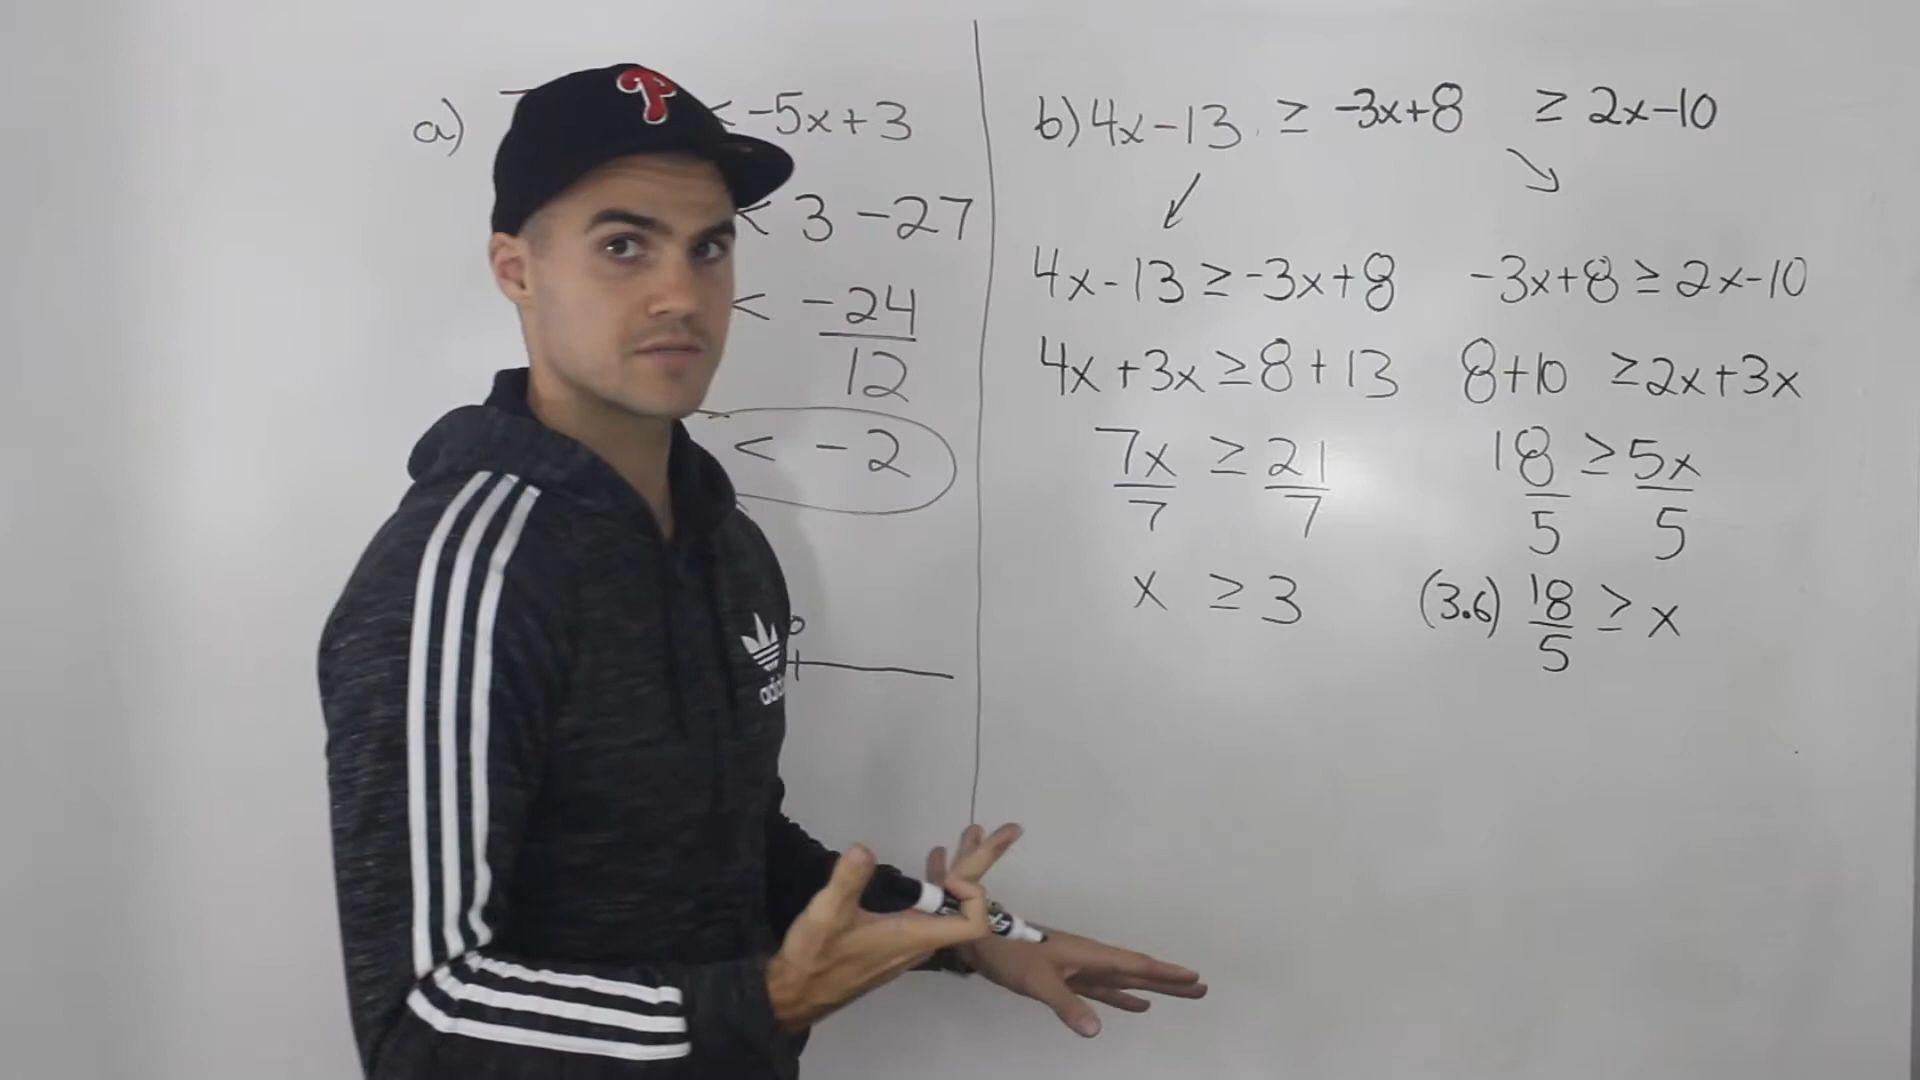 a) < -5x+3
< 3 -27
< -24
12
< -2
0
b) 4x-13 ≥ -3x+8 ≥ 2x-10
4x-13 ≥ -3x+8 -3x+8 ≥ 2x-10
4x+3x ≥ 8+13 8+10 ≥ 2x+3x
7x ≥ 21 18 ≥ 5x
7 7 5 5
x ≥ 3 (3.6) 18 ≥ x
5
P